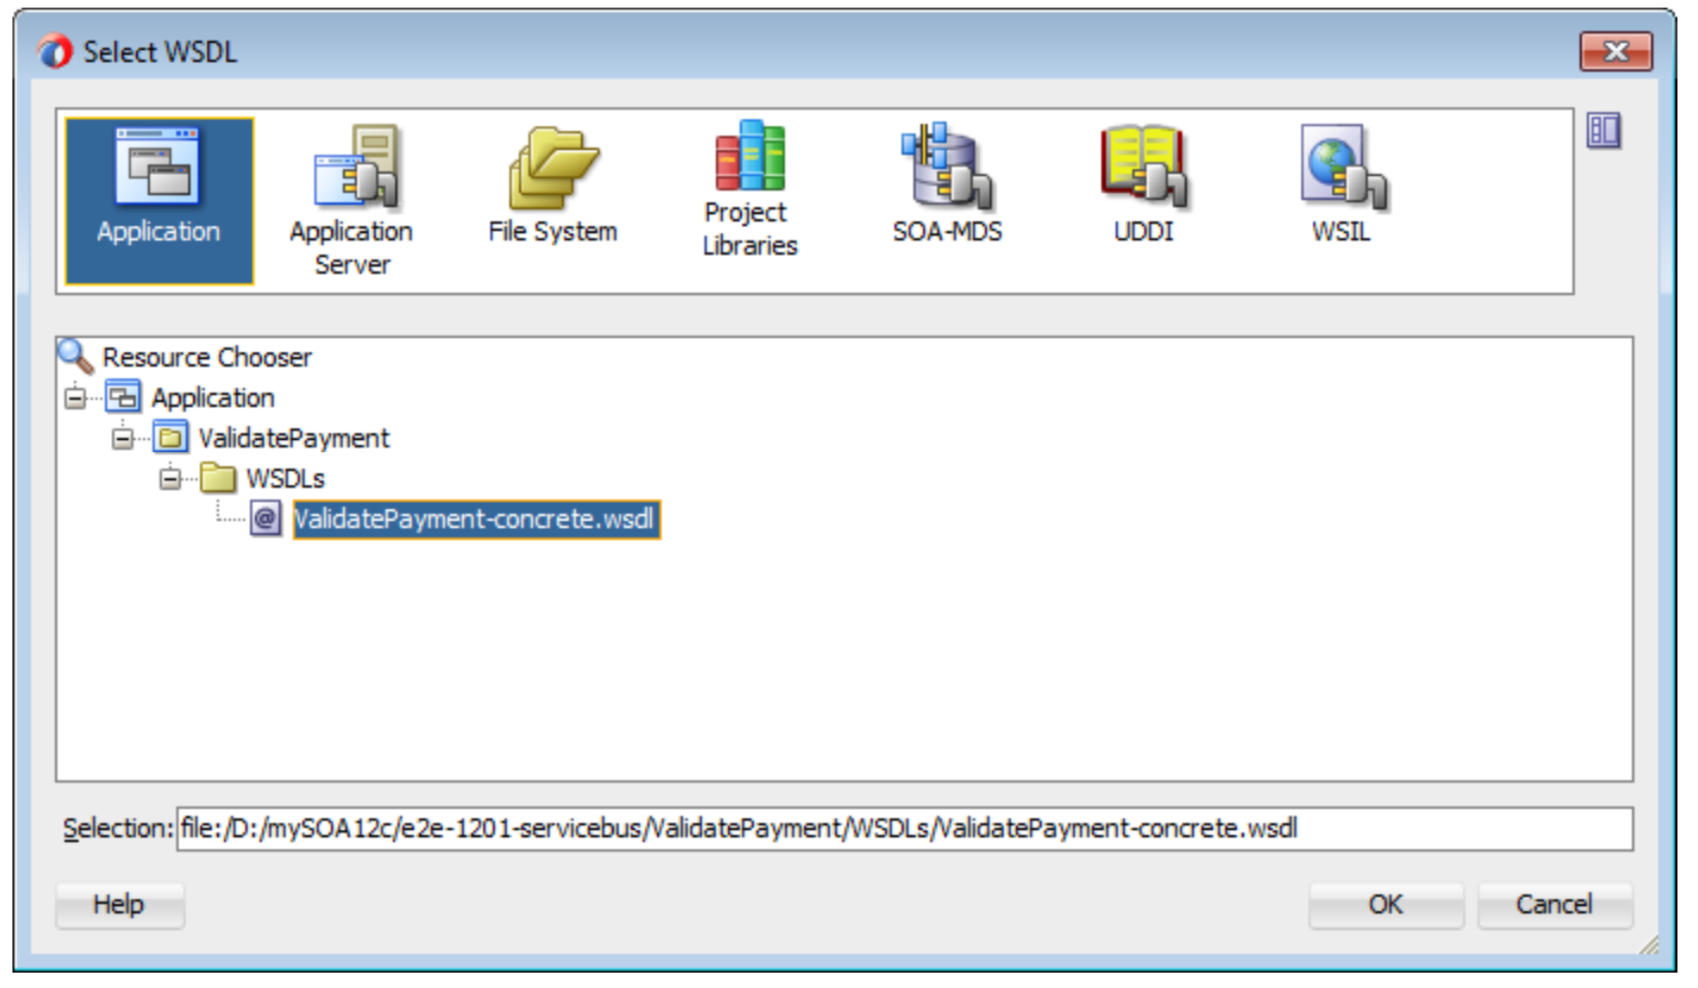 Select WSDL
Application
Application
Server
File System
Project
Libraries
SOA-MDS
UDDI
WSIL
Resource Chooser
Application
ValidatePayment
WSDLs
@
ValidatePayment-concrete.wsdl
Selection: file:/D:/mySOA12c/e2e-1201-servicebus/ValidatePayment/WSDLs/ValidatePayment-concrete.wsdl
Help
OK
Cancel